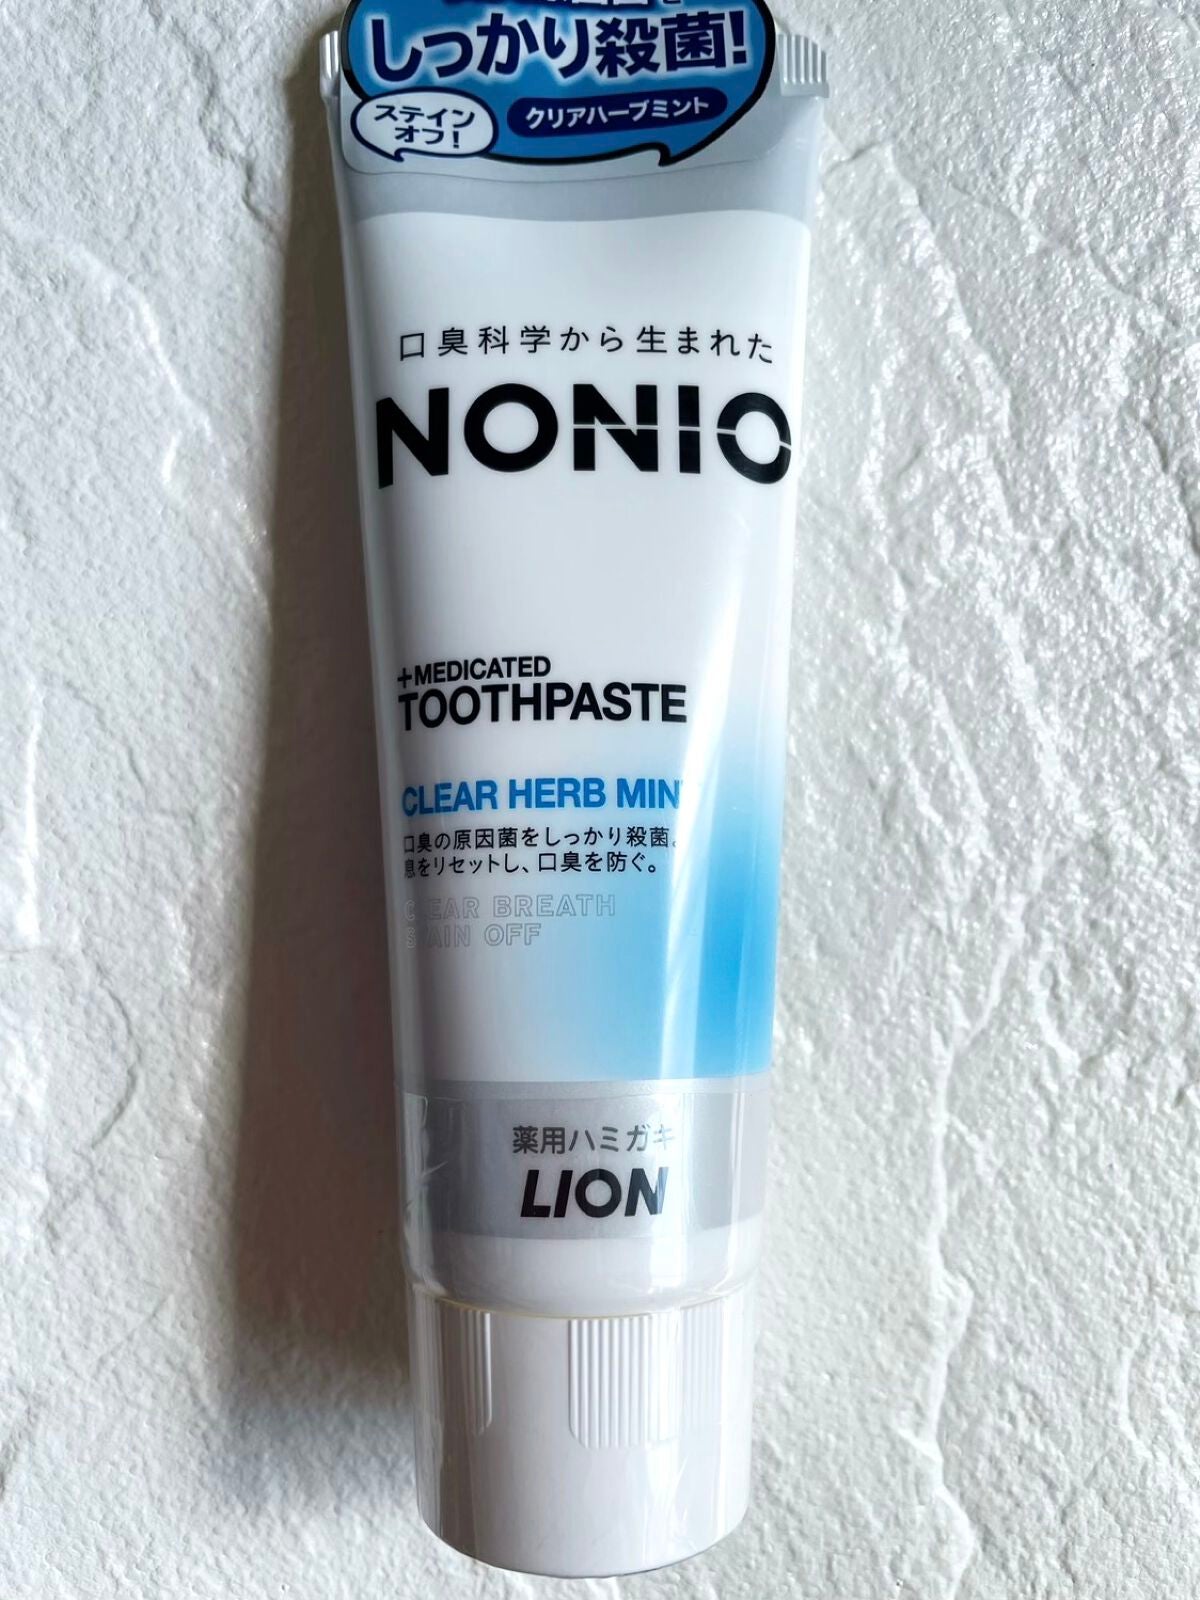 しっかり殺菌!
ステイン
オフ!
クリアハーブミント
口臭科学から生まれた
NONIO
+MEDICATED
TOOTHPASTE
CLEAR HERB MIN
口臭の原因菌をしっかり殺菌。
息をリセットし、口臭を防ぐ。
CLEAR BREATH
STAIN OFF
薬用ハミガキ
LION